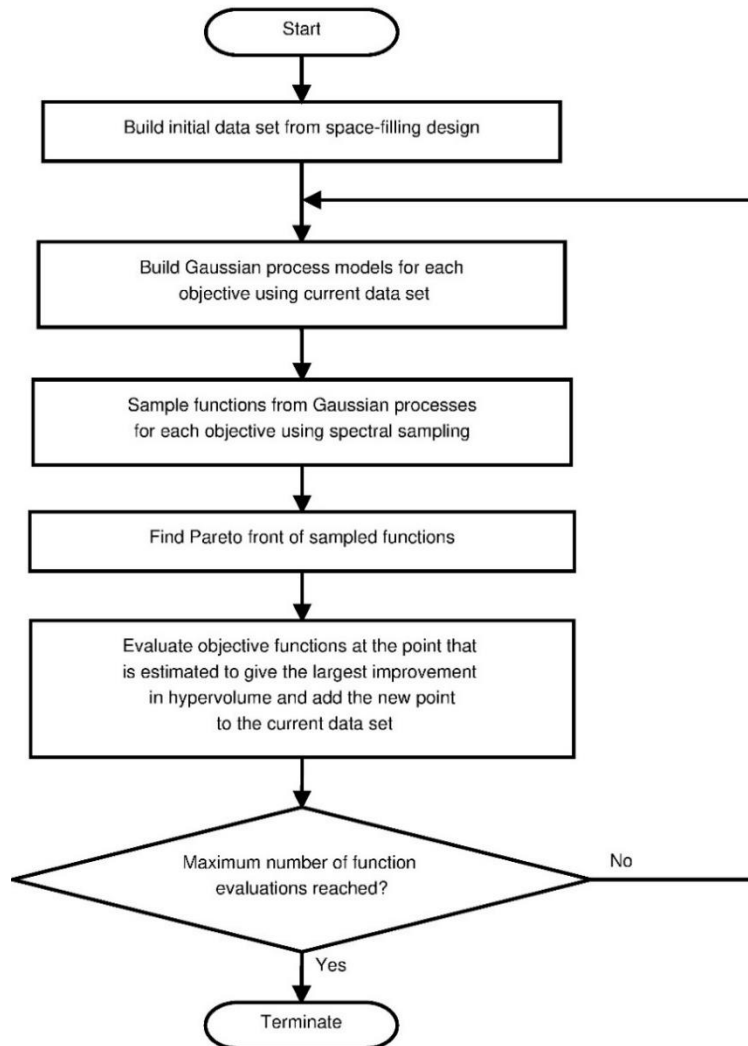 Start
Build initial data set from space-filling design
Build Gaussian process models for each
objective using current data set
Sample functions from Gaussian processes
for each objective using spectral sampling
Find Pareto front of sampled functions
Evaluate objective functions at the point that
is estimated to give the largest improvement
in hypervolume and add the new point
to the current data set
Maximum number of function
evaluations reached?
No
Yes
Terminate